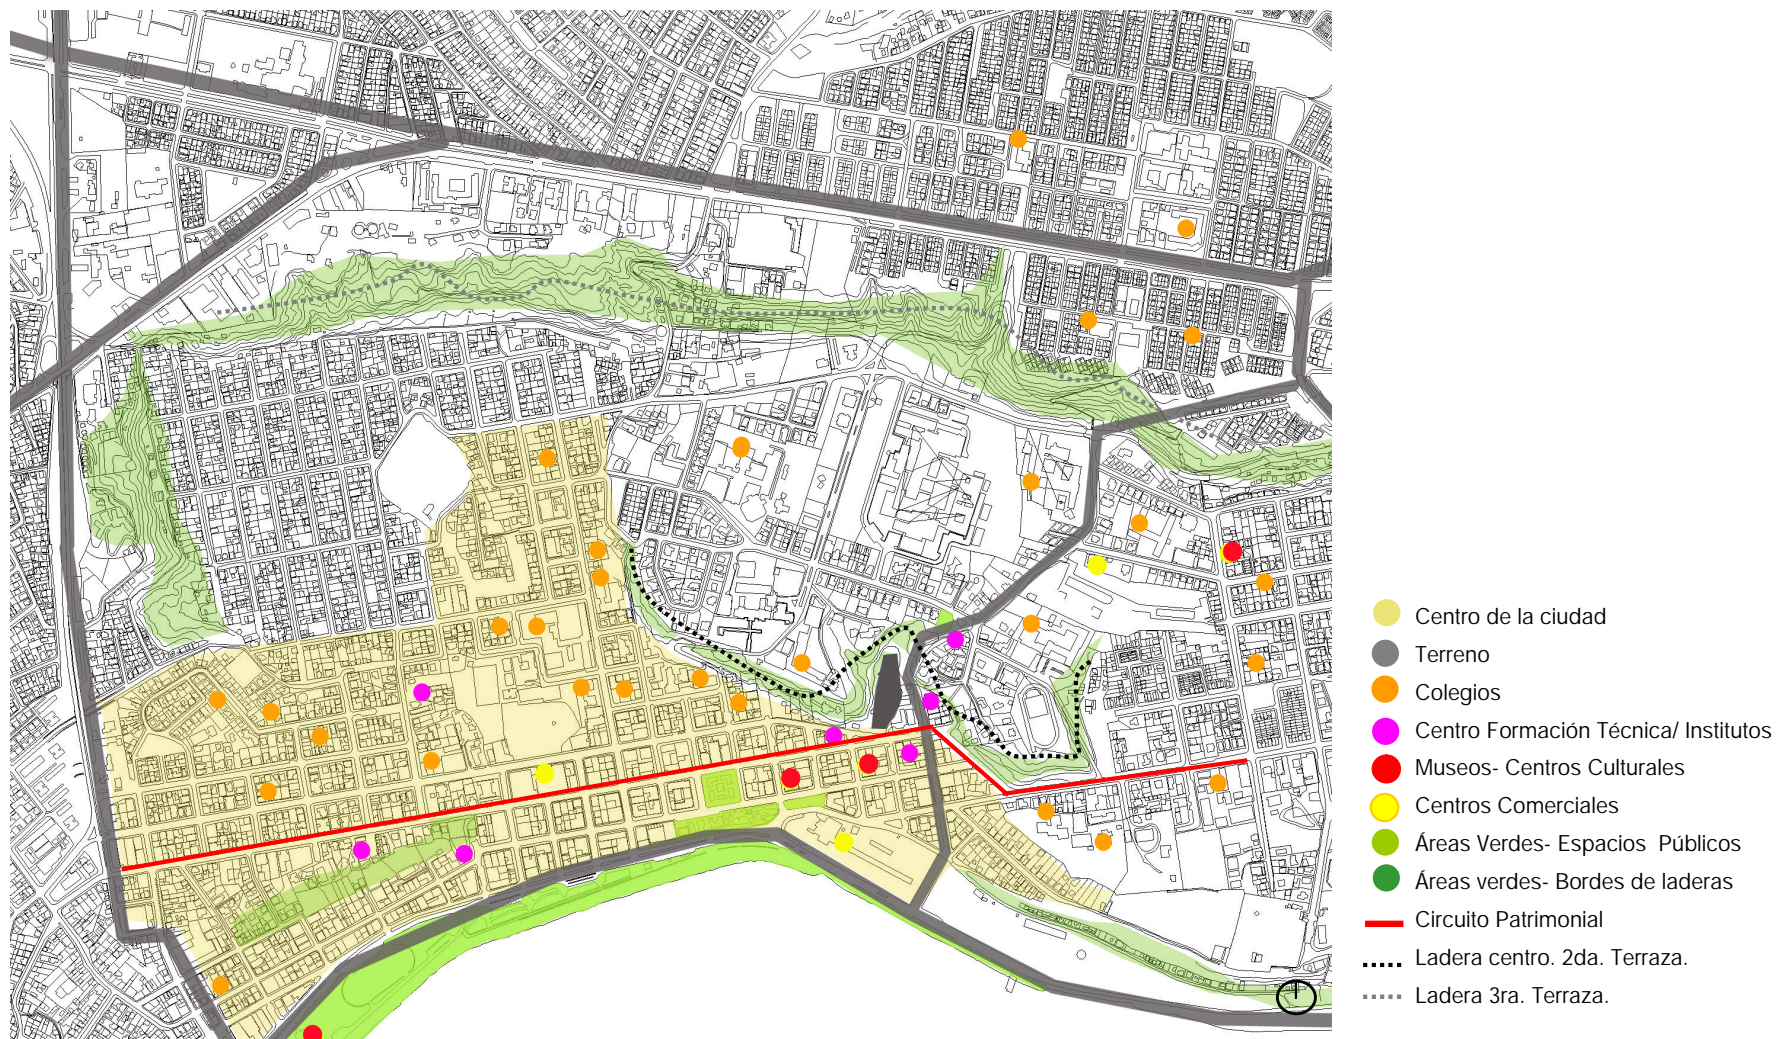 Centro de la ciudad
Terreno
Colegios
Centro Formación Técnica/ Institutos
Museos- Centros Culturales
Centros Comerciales
Áreas Verdes- Espacios  Públicos
Áreas verdes- Bordes de laderas
Circuito Patrimonial
Ladera centro. 2da. Terraza.
Ladera 3ra. Terraza.